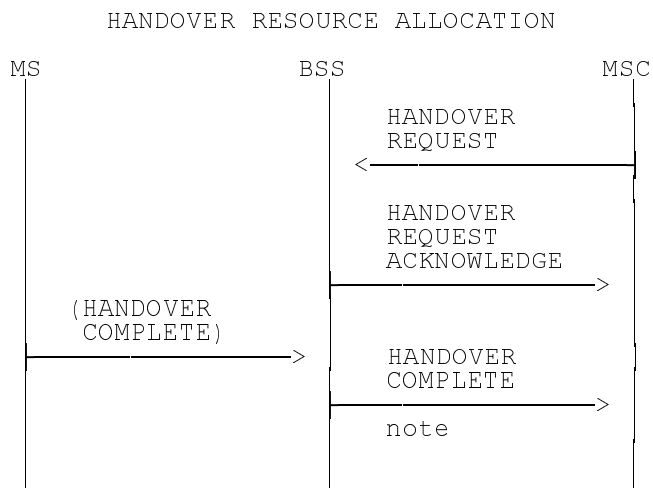 HANDOVER RESOURCE ALLOCATION
MS BSS MSC
HANDOVER
REQUEST
HANDOVER
REQUEST
ACKNOWLEDGE
(HANDOVER
COMPLETE)
HANDOVER
COMPLETE
note